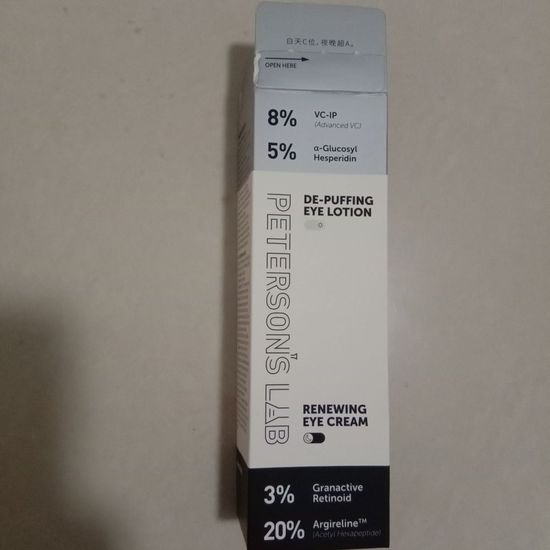 白天C位，夜晚超A。
OPEN HERE
8%
VC-IP
(Advanced VC)
5%
α-Glucosyl
Hesperidin
PETERSON'S LAB
DE-PUFFING
EYE LOTION
RENEWING
EYE CREAM
3%
Granactive
Retinoid
20%
Argireline™
(Acetyl Hexapeptide)